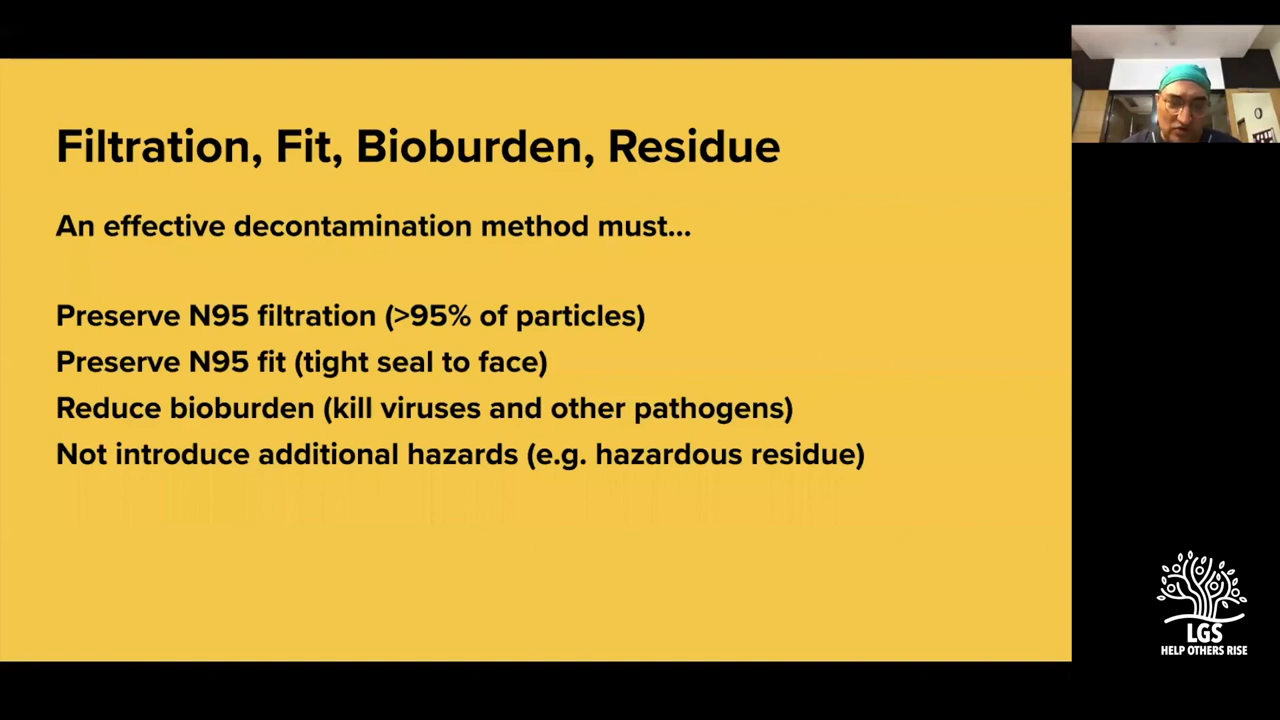 Filtration, Fit, Bioburden, Residue
An effective decontamination method must...
Preserve N95 filtration (>95% of particles)
Preserve N95 fit (tight seal to face)
Reduce bioburden (kill viruses and other pathogens)
Not introduce additional hazards (e.g. hazardous residue)
LGS
HELP OTHERS RISE